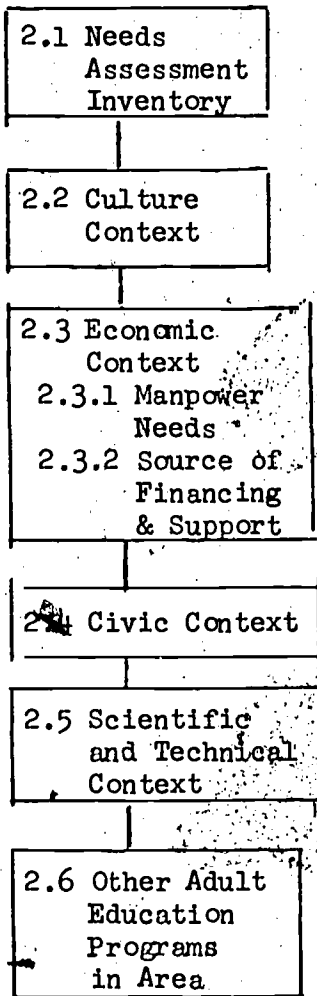 2.1 Needs
Assessment
Inventory
2.2 Culture
Context
2.3 Economic
Context
2.3.1 Manpower
Needs
2.3.2 Source of
Financing
& Support
Civic Context
2.5 Scientific
and Technical
Context
2.6 Other Adult
Education
Programs
in Area